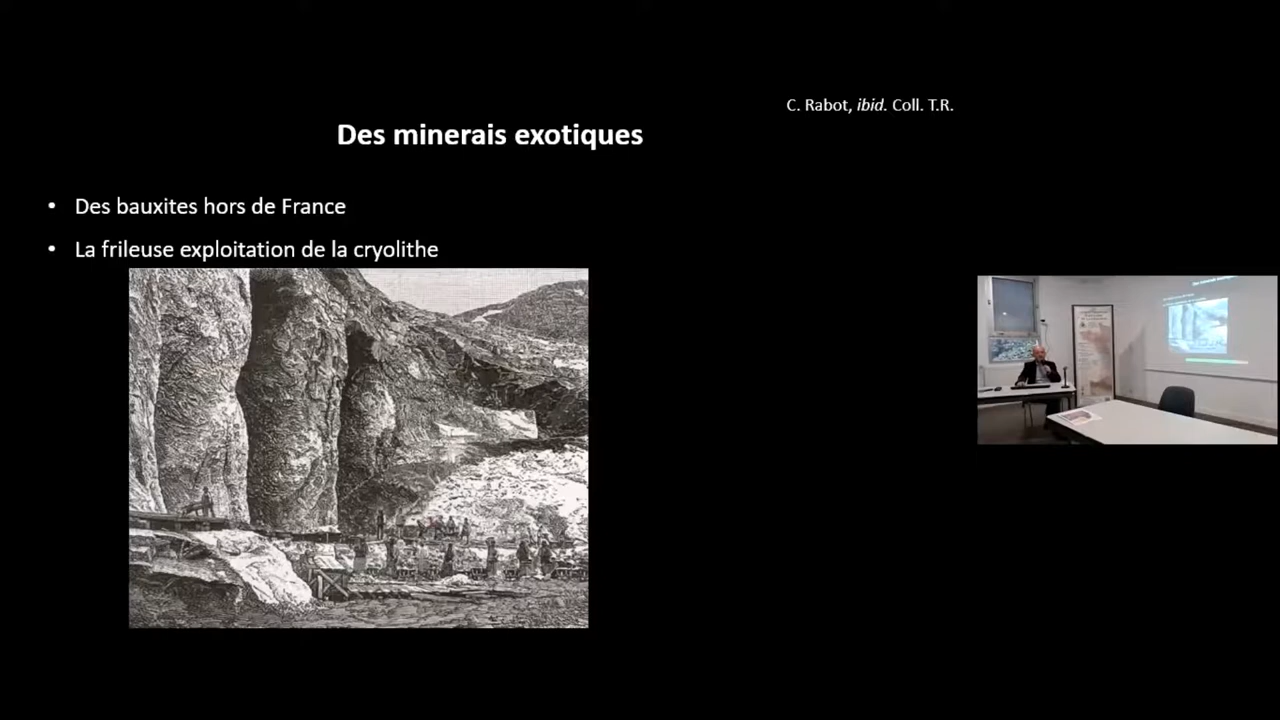 C. Rabot, ibid. Coll. T.R.
Des minerais exotiques
• Des bauxites hors de France
• La frileuse exploitation de la cryolithe